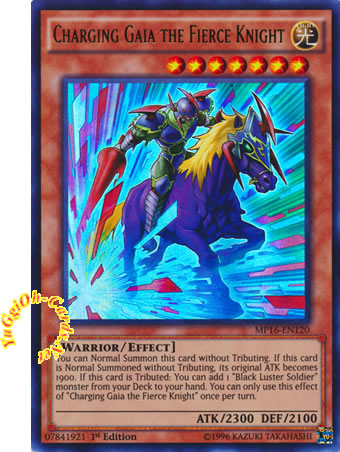 CHARGING GAIA THE FIERCE KNIGHT
LIGHT
光
MP16-EN120
[WARRIOR/EFFECT]
You can Normal Summon this card without Tributing. If this card
is Normal Summoned without Tributing, its original ATK becomes
1900. If this card is Tributed: You can add 1 "Black Luster Soldier"
monster from your Deck to your hand. You can only use this effect
of "Charging Gaia the Fierce Knight" once per turn.
ATK/2300 DEF/2100
07841921 1st Edition ©1996 KAZUKI TAKAHASHI
YuGiOh-Cards.Net